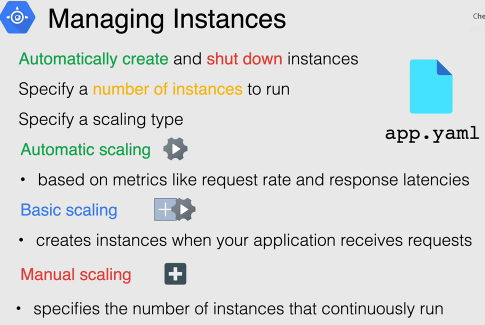 Managing Instances
Che
Automatically create and shut down instances
Specify a number of instances to run
Specify a scaling type
app.yaml
Automatic scaling
• based on metrics like request rate and response latencies
Basic scaling
• creates instances when your application receives requests
Manual scaling
• specifies the number of instances that continuously run